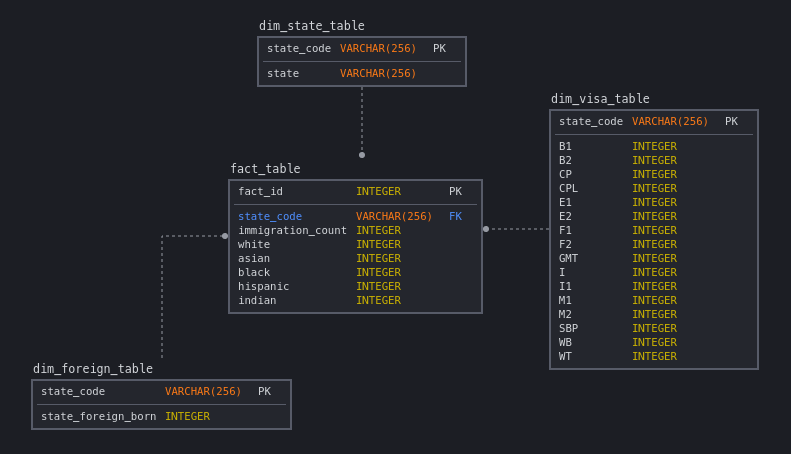 dim_state_table
state_code VARCHAR(256) PK
state VARCHAR(256)
dim_visa_table
state_code VARCHAR(256) PK
B1 INTEGER
B2 INTEGER
CP INTEGER
CPL INTEGER
E1 INTEGER
E2 INTEGER
F1 INTEGER
F2 INTEGER
GMT INTEGER
I INTEGER
I1 INTEGER
M1 INTEGER
M2 INTEGER
SBP INTEGER
WB INTEGER
WT INTEGER
fact_table
fact_id INTEGER PK
state_code VARCHAR(256) FK
immigration_count INTEGER
white INTEGER
asian INTEGER
black INTEGER
hispanic INTEGER
indian INTEGER
dim_foreign_table
state_code VARCHAR(256) PK
state_foreign_born INTEGER